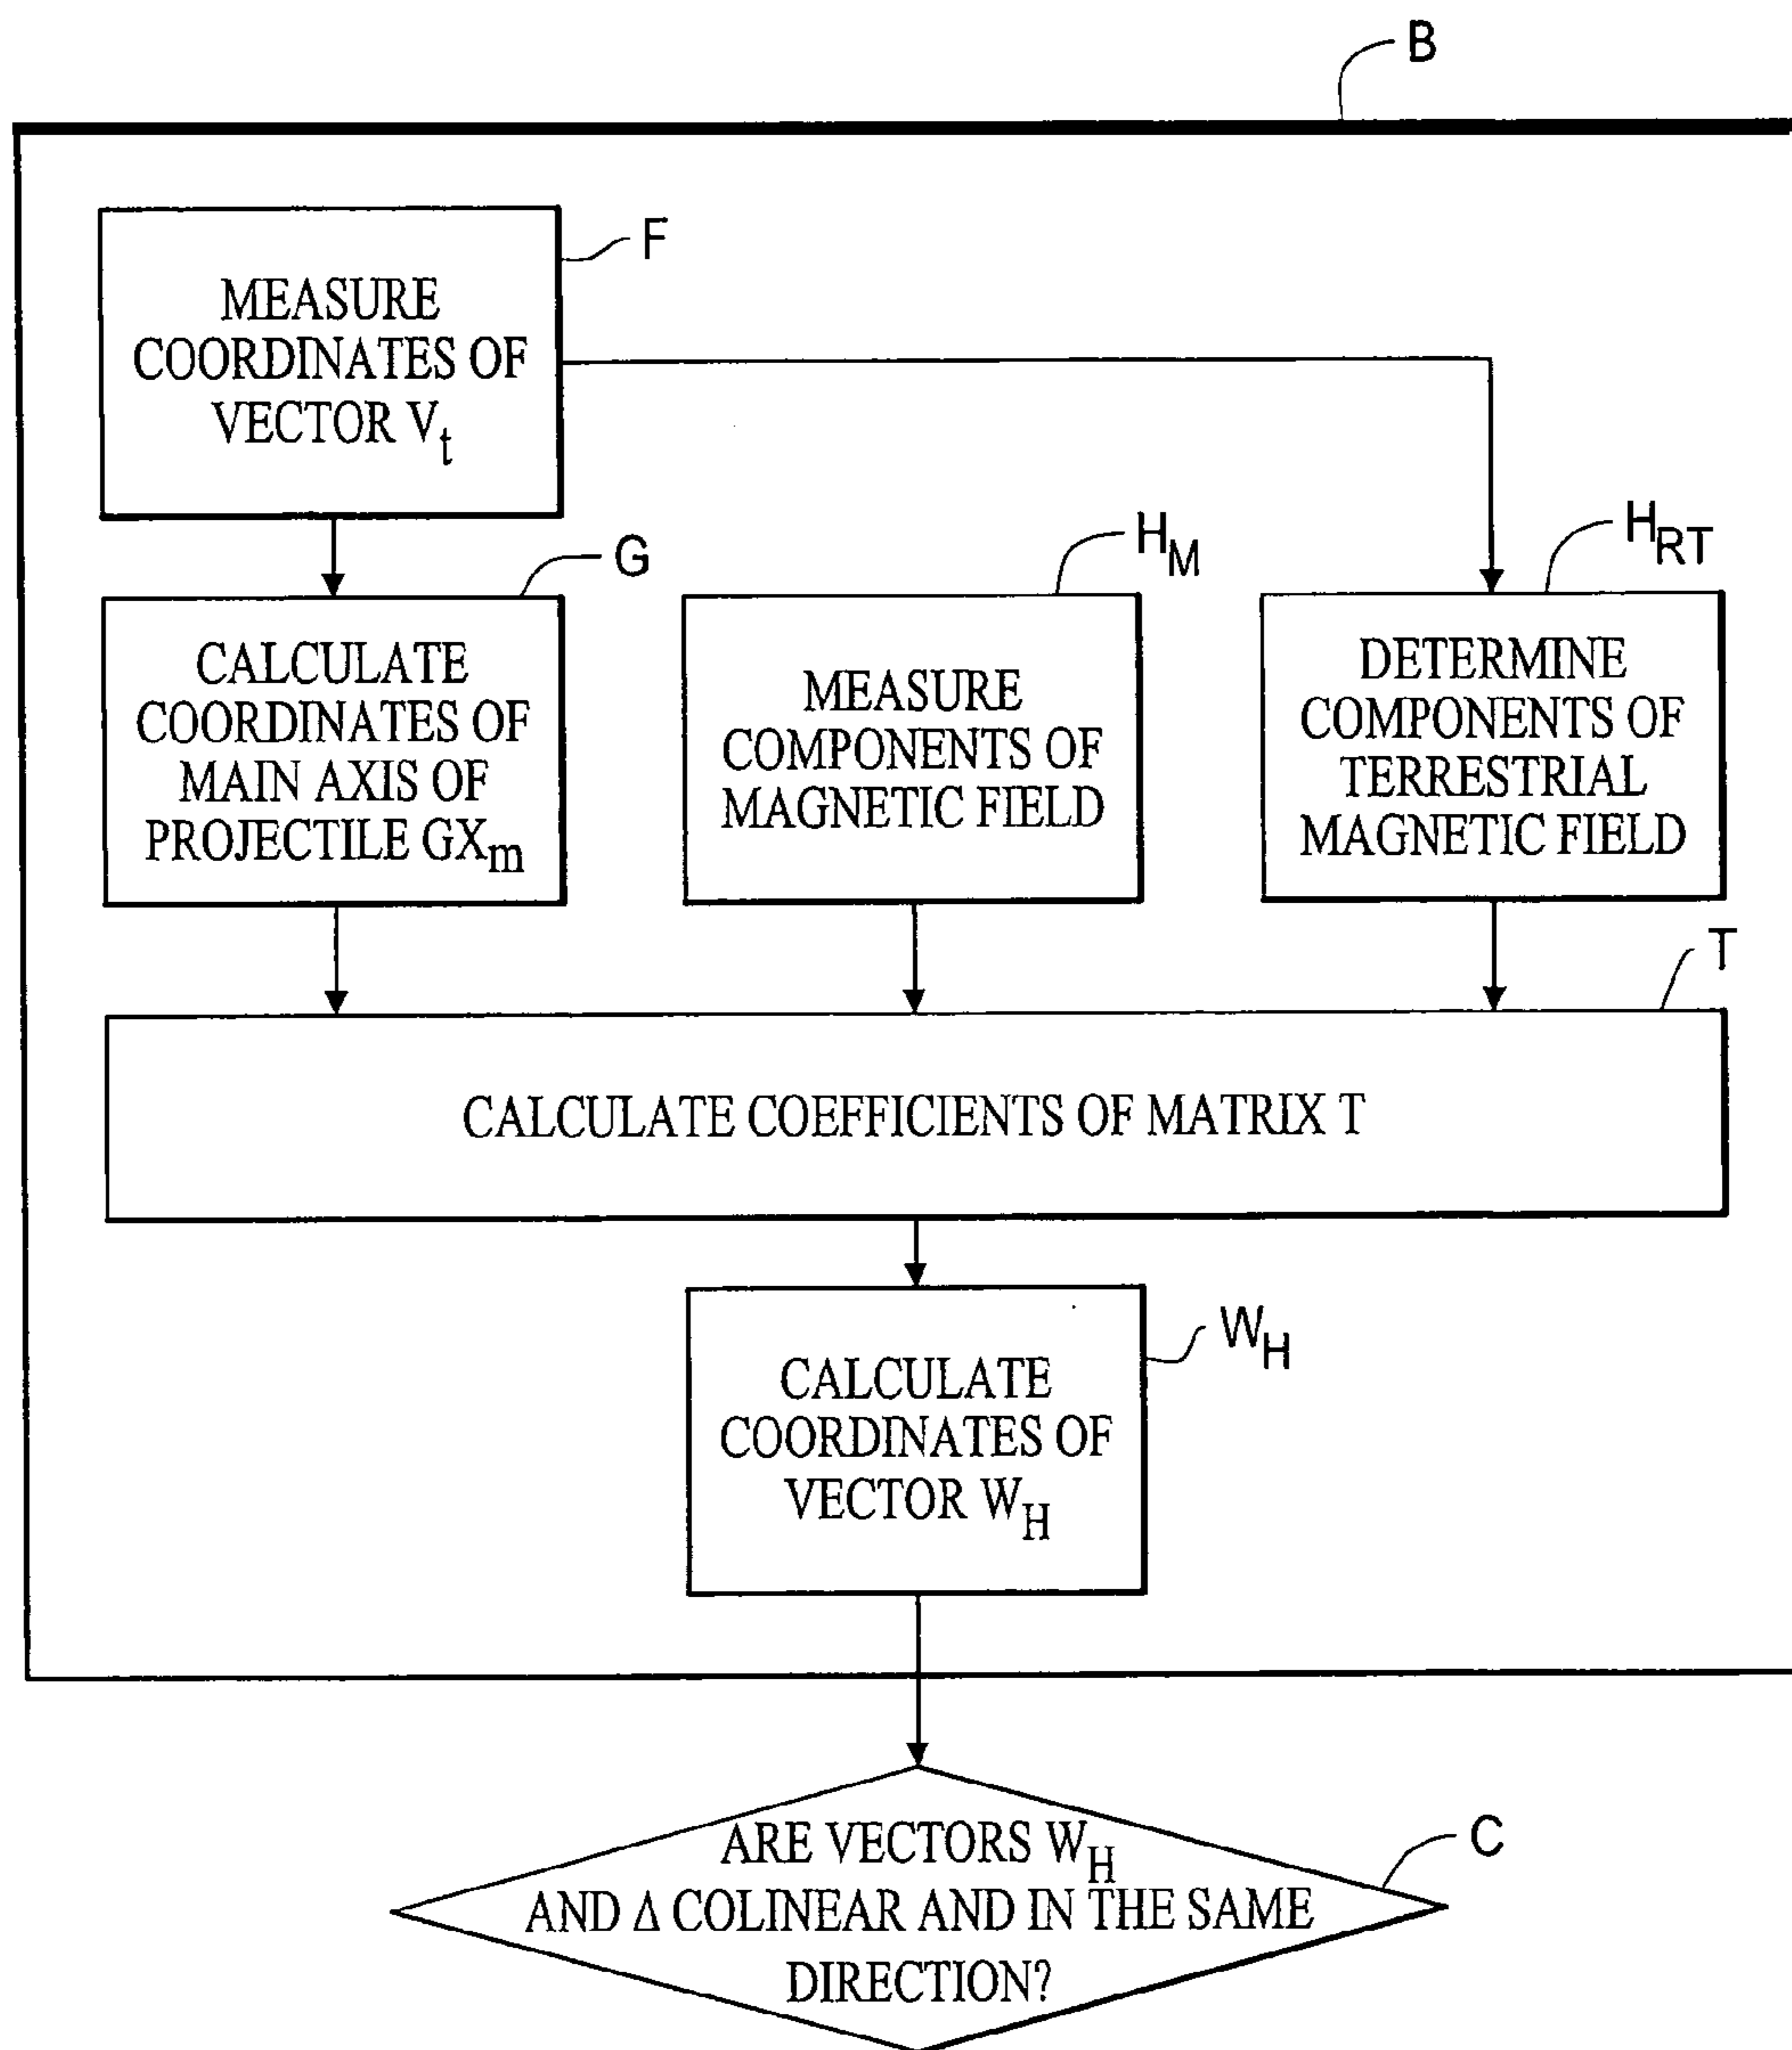 B
F
MEASURE
COORDINATES OF
VECTOR Vt
G
CALCULATE
COORDINATES OF
MAIN AXIS OF
PROJECTILE GXm
HM
MEASURE
COMPONENTS OF
MAGNETIC FIELD
HRT
DETERMINE
COMPONENTS OF
TERRESTRIAL
MAGNETIC FIELD
T
CALCULATE COEFFICIENTS OF MATRIX T
WH
CALCULATE
COORDINATES OF
VECTOR WH
C
ARE VECTORS WH
AND Δ COLINEAR AND IN THE SAME
DIRECTION?